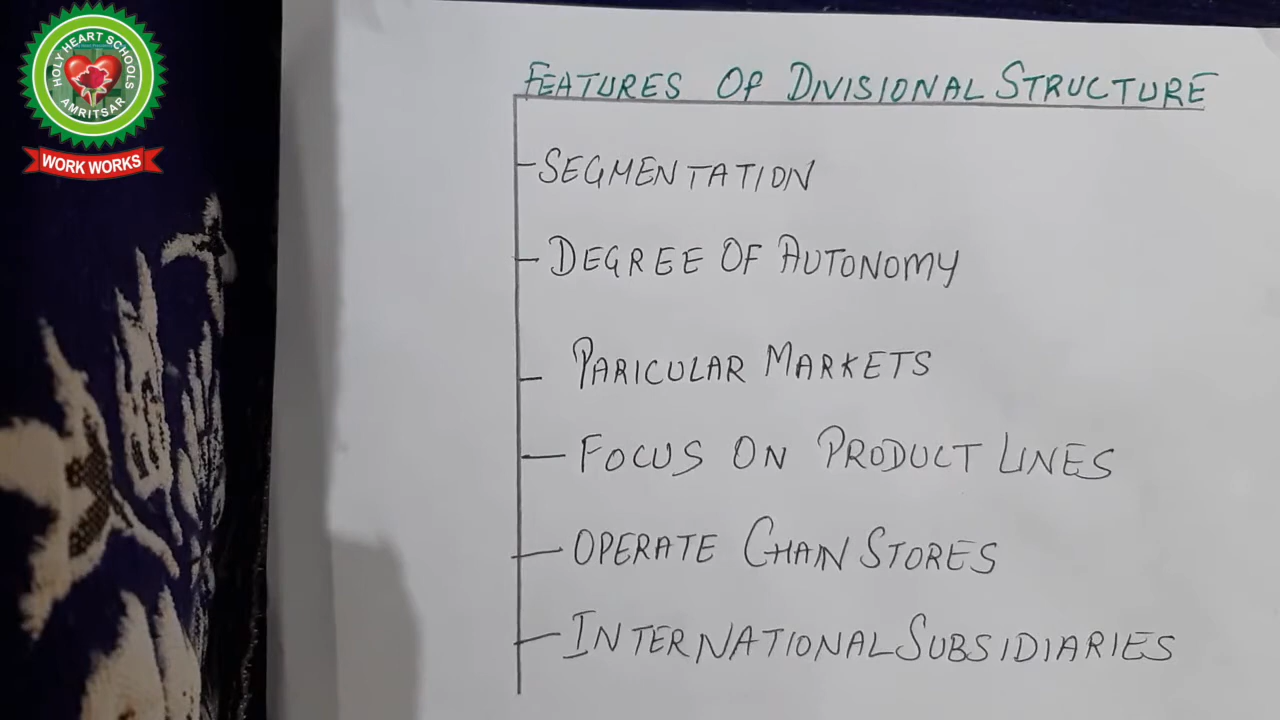 HOLY HEART SCHOOLS
AMRITSAR
WORK WORKS
FEATURES OF DIVISIONAL STRUCTURE
SEGMENTATION
DEGREE OF AUTONOMY
PARICULAR MARKETS
FOCUS ON PRODUCT LINES
OPERATE CHAIN STORES
INTERNATIONAL SUBSIDIARIES